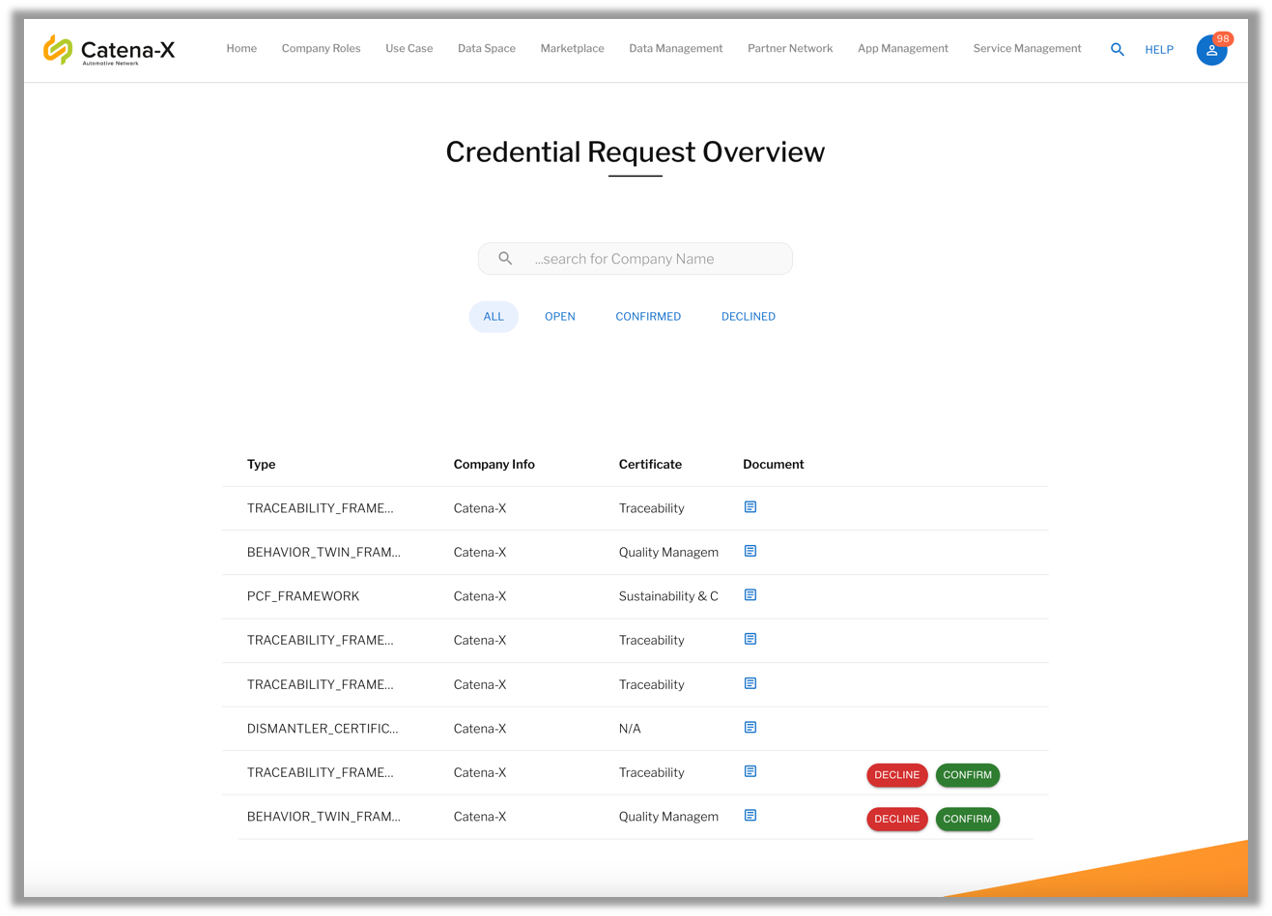 Catena-X
Automotive Network
Home Company Roles Use Case Data Space Marketplace Data Management Partner Network App Management Service Management HELP 98
Credential Request Overview
...search for Company Name
ALL OPEN CONFIRMED DECLINED
Type Company Info Certificate Document
TRACEABILITY_FRAME... Catena-X Traceability
BEHAVIOR_TWIN_FRAM... Catena-X Quality Managem
PCF_FRAMEWORK Catena-X Sustainability & C
TRACEABILITY_FRAME... Catena-X Traceability
TRACEABILITY_FRAME... Catena-X Traceability
DISMANTLER_CERTIFIC... Catena-X N/A
TRACEABILITY_FRAME... Catena-X Traceability DECLINE CONFIRM
BEHAVIOR_TWIN_FRAM... Catena-X Quality Managem DECLINE CONFIRM